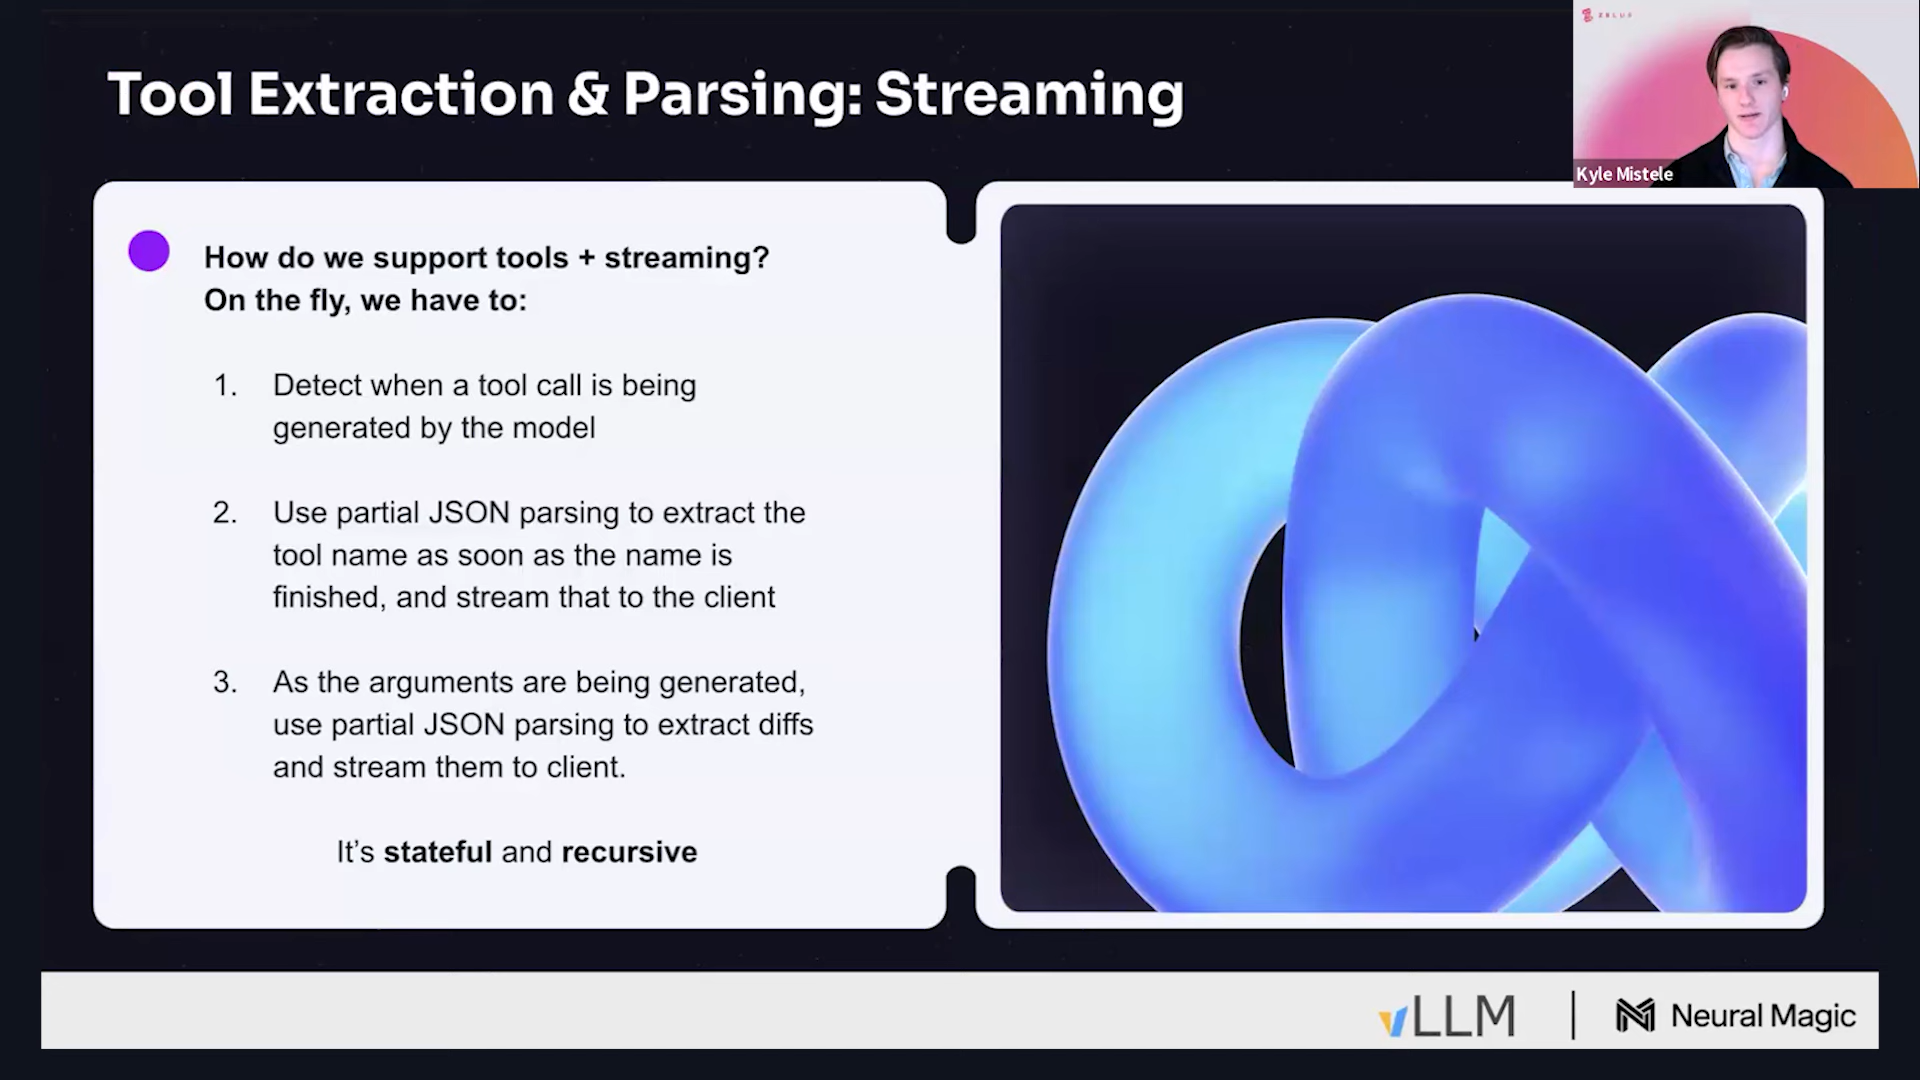 Tool Extraction & Parsing: Streaming
Kyle Mistele
How do we support tools + streaming?
On the fly, we have to:
1. Detect when a tool call is being
generated by the model
2. Use partial JSON parsing to extract the
tool name as soon as the name is
finished, and stream that to the client
3. As the arguments are being generated,
use partial JSON parsing to extract diffs
and stream them to client.
It's stateful and recursive
vLLM
Neural Magic